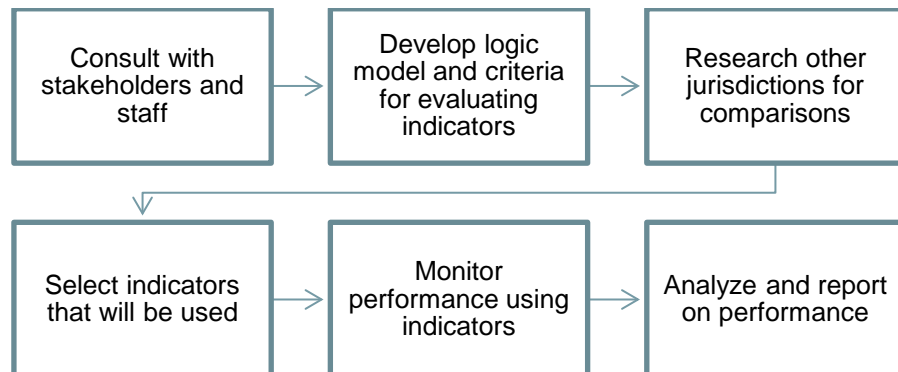 Consult with
stakeholders and
staff
Develop logic
model and criteria
for evaluating
indicators
Research other
jurisdictions for
comparisons
Select indicators
that will be used
Monitor
performance using
indicators
Analyze and report
on performance